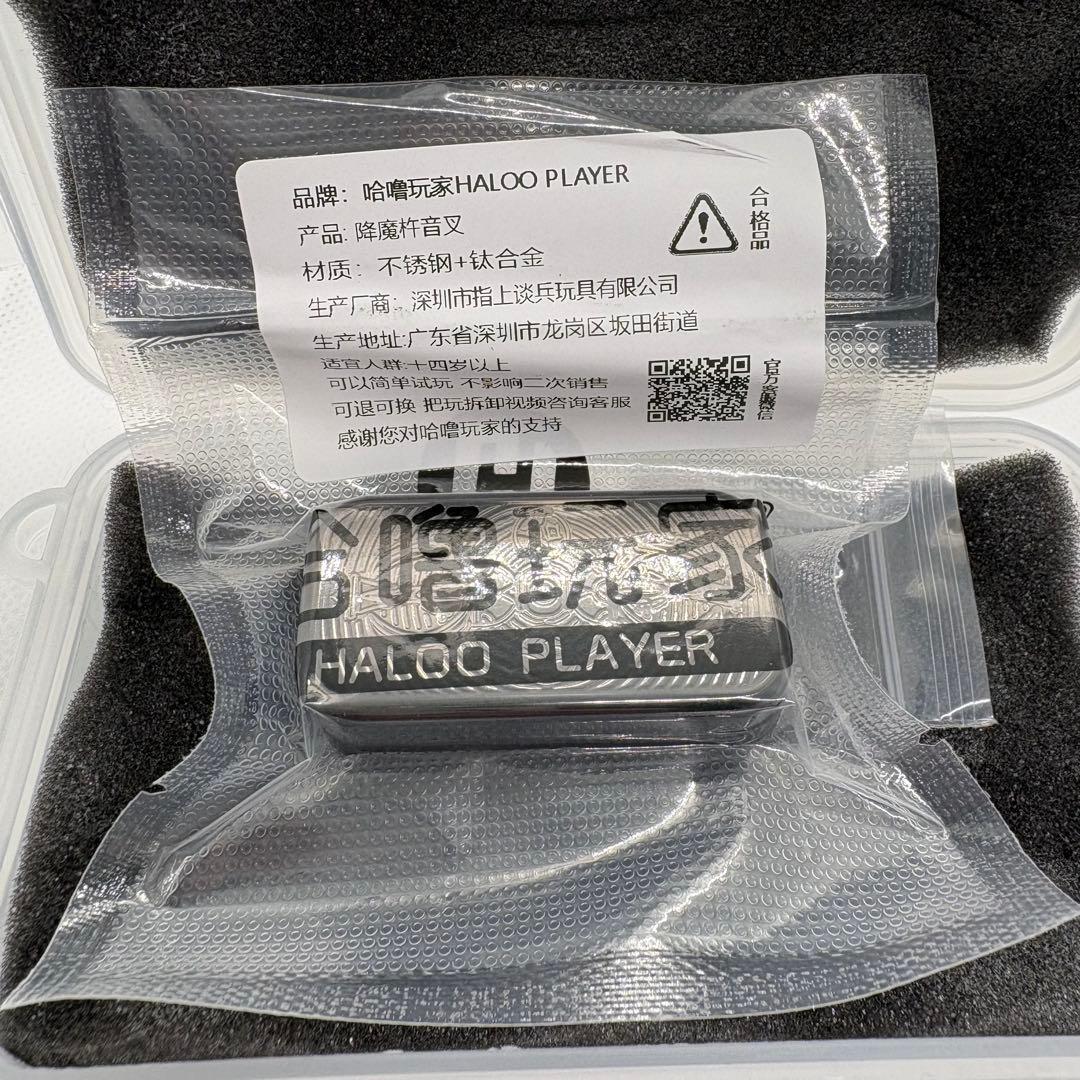 品牌：哈噜玩家HALOO PLAYER
产品: 降魔杵音叉
材质：不锈钢+钛合金
生产厂商：深圳市指上谈兵玩具有限公司
生产地址:广东省深圳市龙岗区坂田街道
适宜人群:十四岁以上
可以简单试玩 不影响二次销售
可退可换 把玩拆卸视频咨询客服
感谢您对哈噜玩家的支持
合格品
官方客服微信
哈噜玩家
HALOO PLAYER